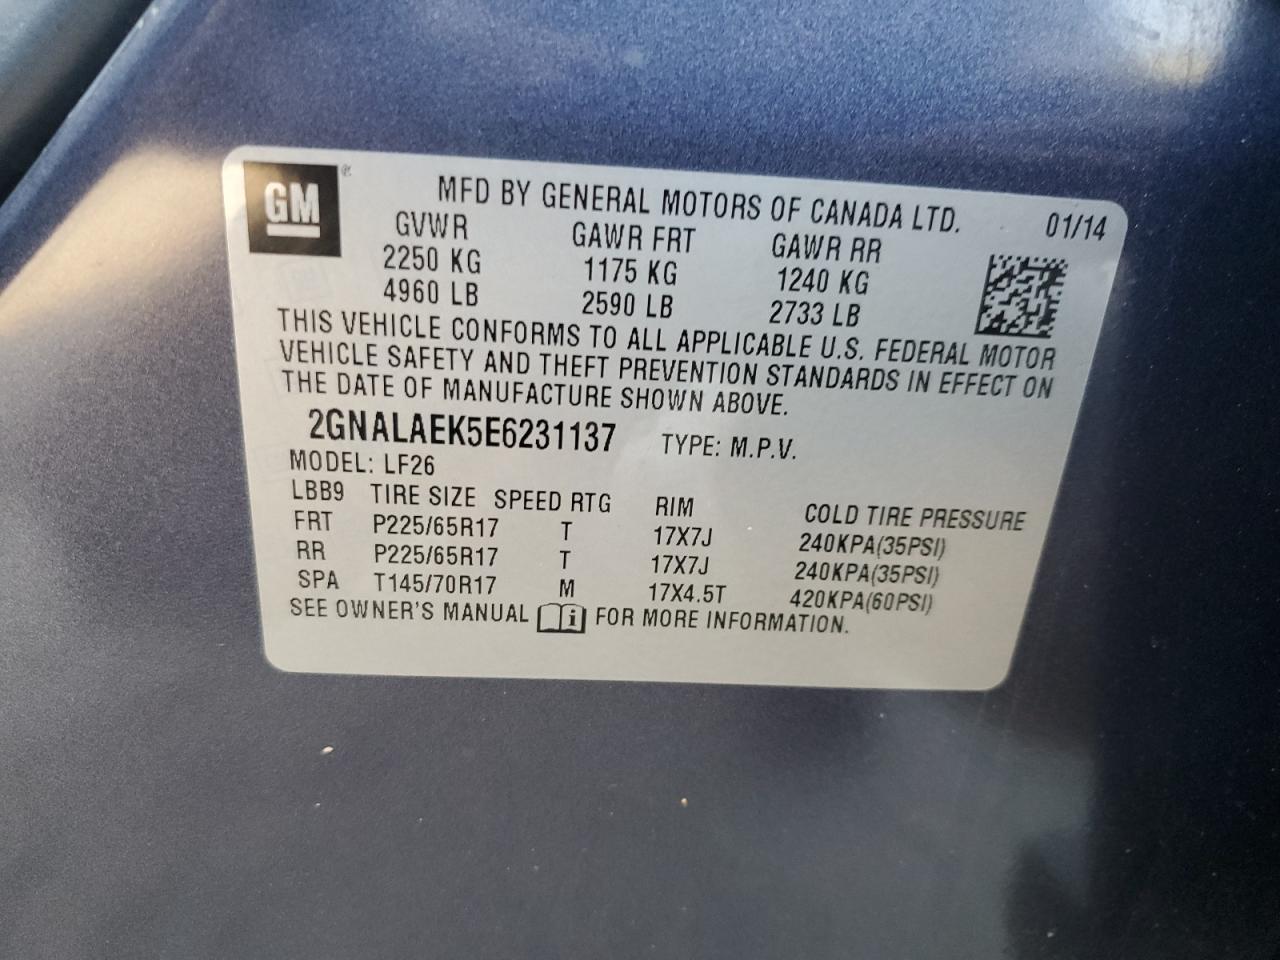 GM
MFD BY GENERAL MOTORS OF CANADA LTD. 01/14
GVWR GAWR FRT GAWR RR
2250 KG 1175 KG 1240 KG
4960 LB 2590 LB 2733 LB
THIS VEHICLE CONFORMS TO ALL APPLICABLE U.S. FEDERAL MOTOR
VEHICLE SAFETY AND THEFT PREVENTION STANDARDS IN EFFECT ON
THE DATE OF MANUFACTURE SHOWN ABOVE.
2GNALAEK5E6231137 TYPE: M.P.V.
MODEL: LF26
LBB9 TIRE SIZE SPEED RTG RIM COLD TIRE PRESSURE
FRT P225/65R17 T 17X7J 240KPA(35PSI)
RR P225/65R17 T 17X7J 240KPA(35PSI)
SPA T145/70R17 M 17X4.5T 420KPA(60PSI)
SEE OWNER'S MANUAL FOR MORE INFORMATION.